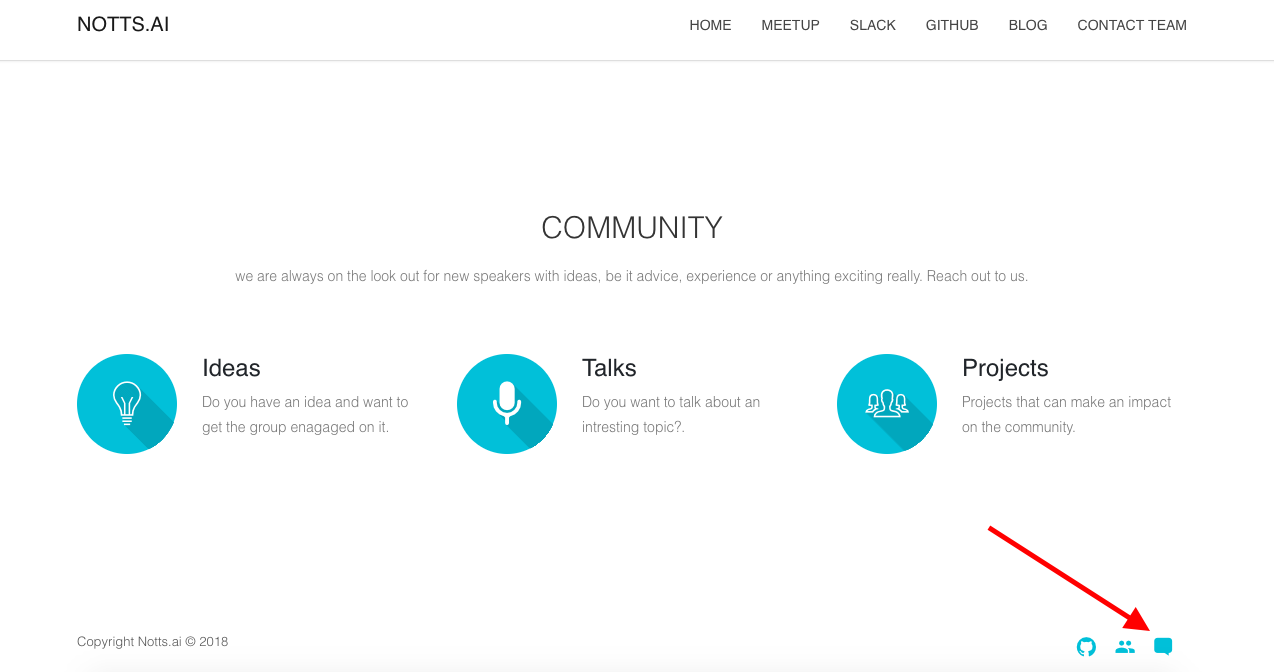 NOTTS.AI
HOME MEETUP SLACK GITHUB BLOG CONTACT TEAM
COMMUNITY
we are always on the look out for new speakers with ideas, be it advice, experience or anything exciting really. Reach out to us.
Ideas
Do you have an idea and want to
get the group enagaged on it.
Talks
Do you want to talk about an
intresting topic?.
Projects
Projects that can make an impact
on the community.
Copyright Notts.ai © 2018